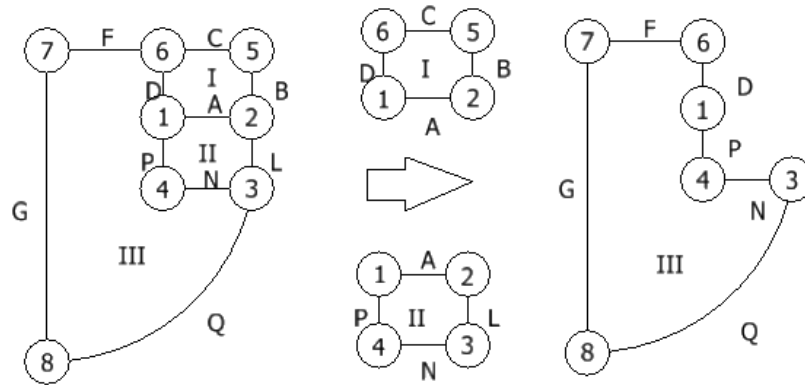 7 F 6 C 5
I
D B
1 A 2
P II L
4 N 3
G
III
Q
8
6 C 5
D I B
1 2
A
1 A 2
P II L
4 3
N
7 F 6
D
1
P
4 3
N
G
III
Q
8